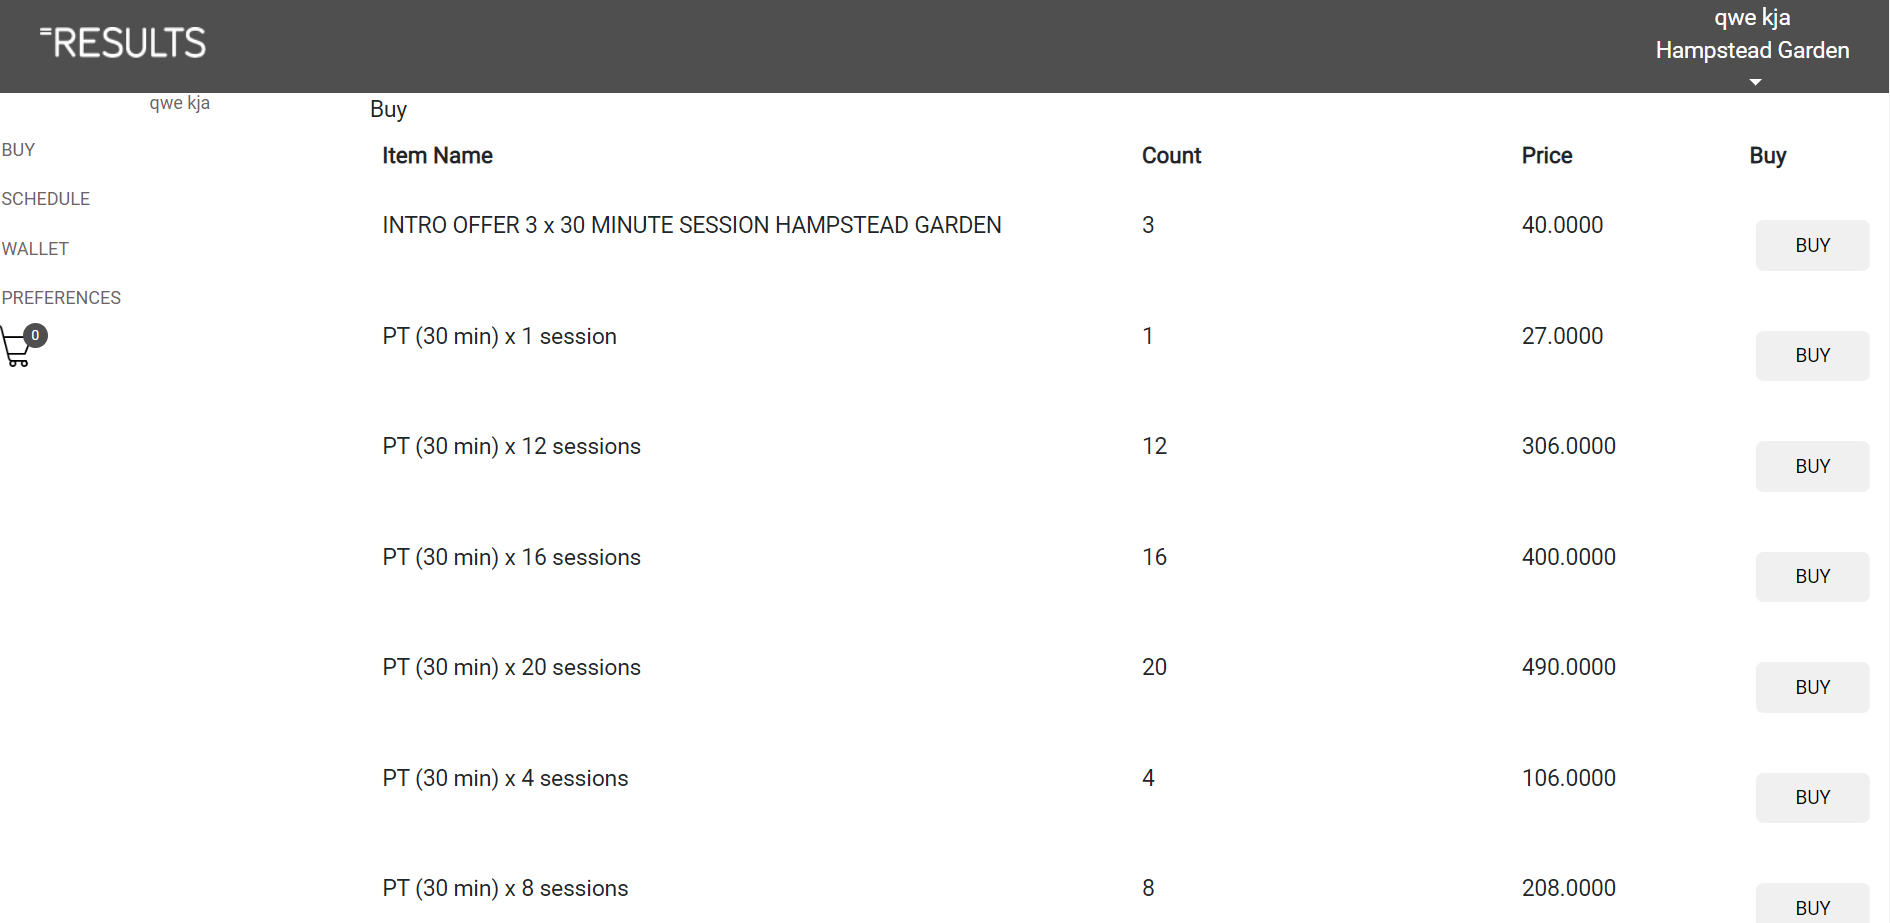 =RESULTS
qwe kja
Hampstead Garden
qwe kja
BUY
SCHEDULE
WALLET
PREFERENCES
0
Buy
Item Name Count Price Buy
INTRO OFFER 3 x 30 MINUTE SESSION HAMPSTEAD GARDEN 3 40.0000 BUY
PT (30 min) x 1 session 1 27.0000 BUY
PT (30 min) x 12 sessions 12 306.0000 BUY
PT (30 min) x 16 sessions 16 400.0000 BUY
PT (30 min) x 20 sessions 20 490.0000 BUY
PT (30 min) x 4 sessions 4 106.0000 BUY
PT (30 min) x 8 sessions 8 208.0000 BUY